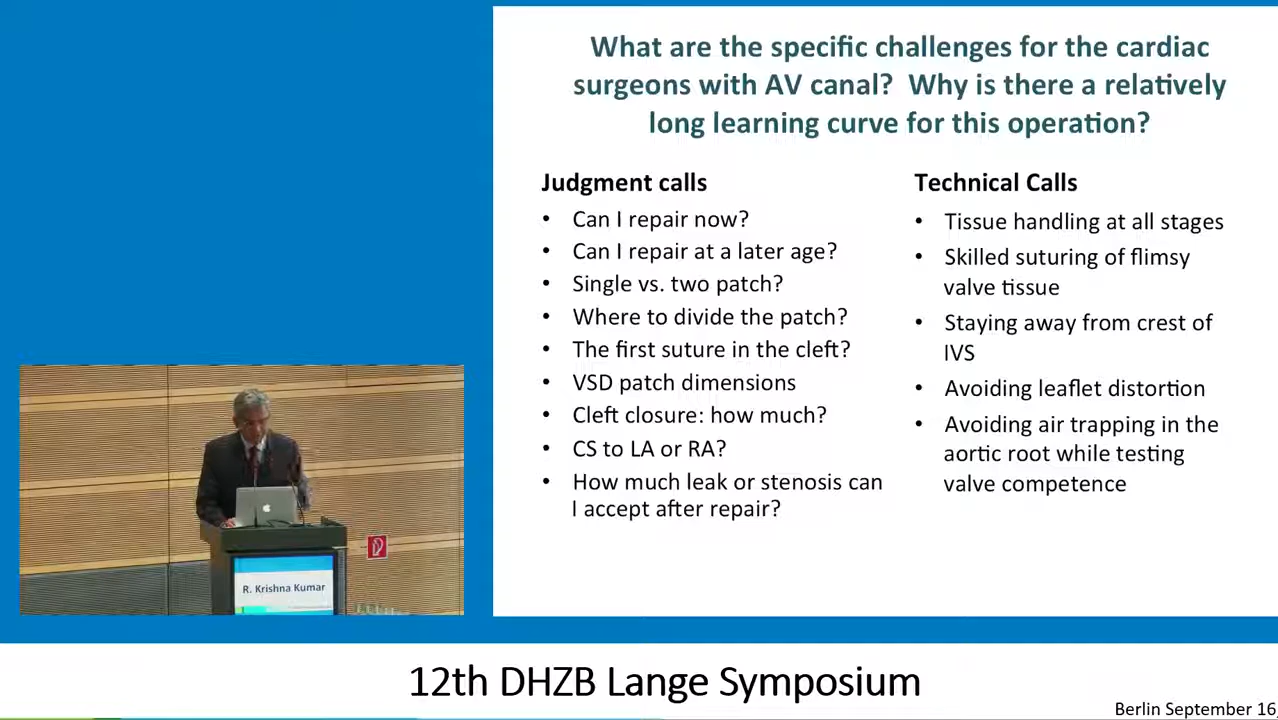 What are the specific challenges for the cardiac
surgeons with AV canal? Why is there a relatively
long learning curve for this operation?
Judgment calls
• Can I repair now?
• Can I repair at a later age?
• Single vs. two patch?
• Where to divide the patch?
• The first suture in the cleft?
• VSD patch dimensions
• Cleft closure: how much?
• CS to LA or RA?
• How much leak or stenosis can
I accept after repair?
Technical Calls
• Tissue handling at all stages
• Skilled suturing of flimsy
valve tissue
• Staying away from crest of
IVS
• Avoiding leaflet distortion
• Avoiding air trapping in the
aortic root while testing
valve competence
R. Krishna Kumar
12th DHZB Lange Symposium
Berlin September 16